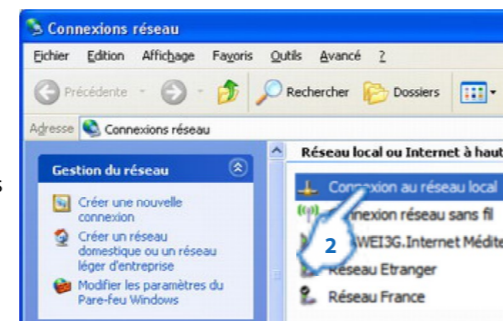 Connexions réseau
Eichier Edition Affichage Favoris Outils Avancé ?
Précédente Rechercher Dossiers
Adresse Connexions réseau
Réseau local ou Internet à haut
Gestion du réseau
Connexion au réseau local
Créer une nouvelle
connexion
nnexion réseau sans fil
s
Créer un réseau
domestique ou un réseau
léger d'entreprise
2
WEI3G.Internet Médite
Réseau Etranger
Modifier les paramètres du
Pare-feu Windows
Réseau France